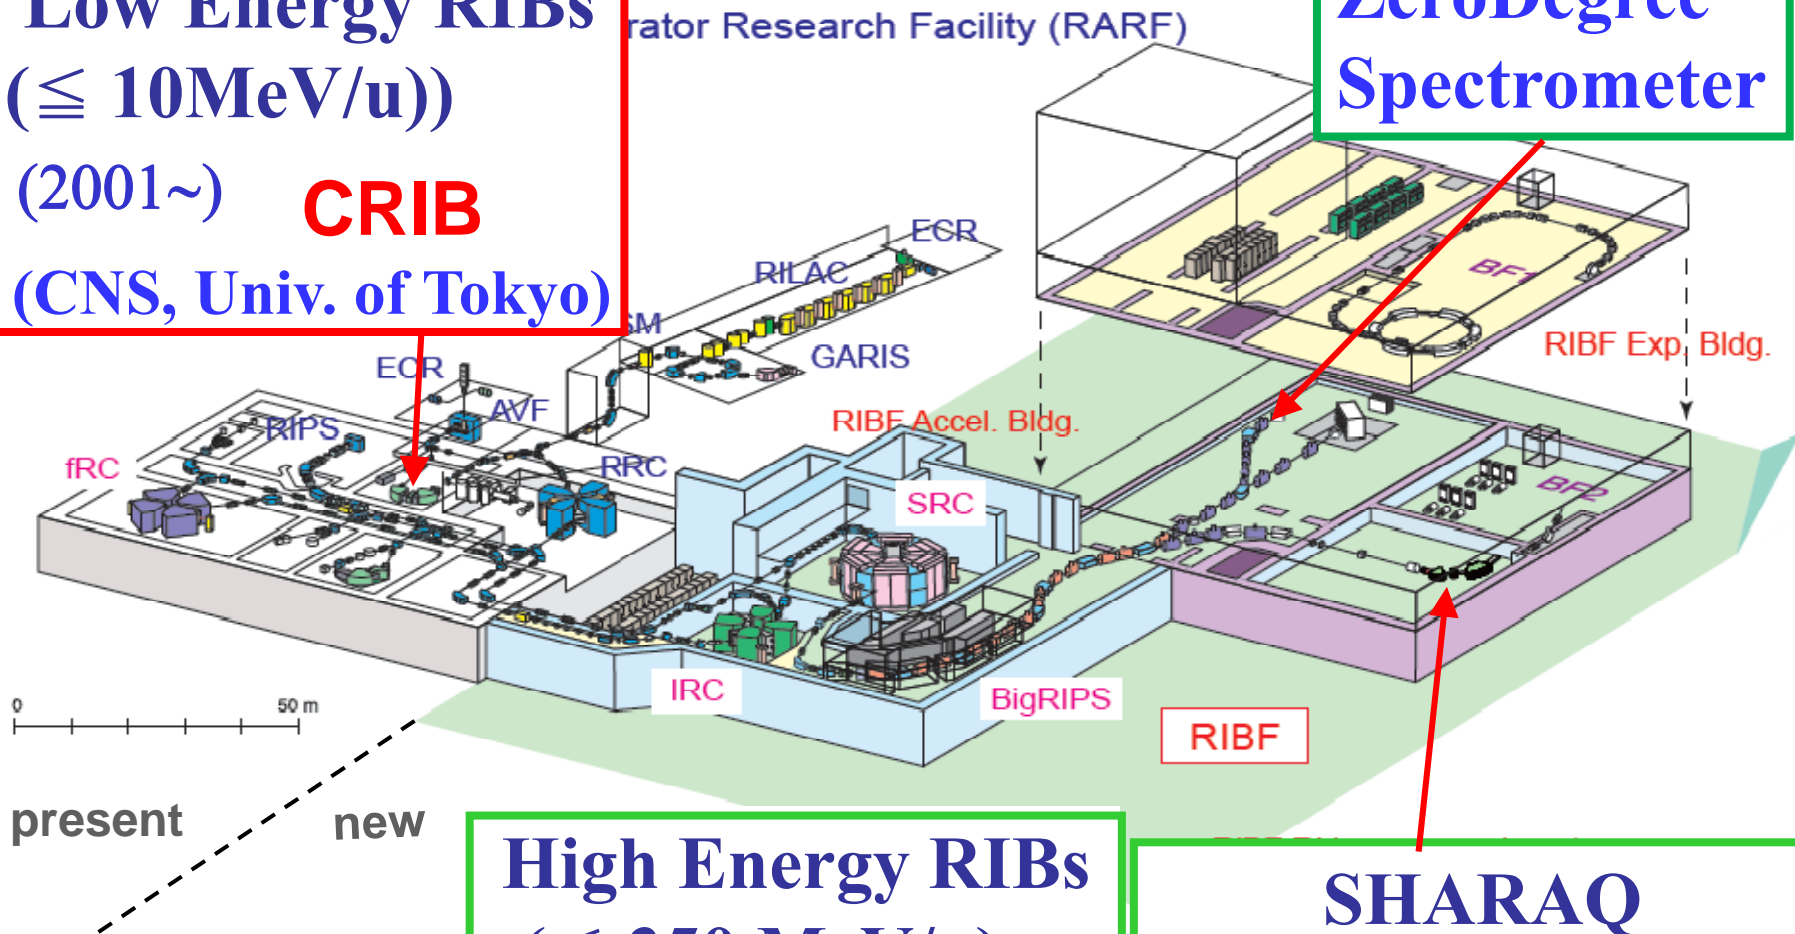 Low Energy RIBs
(≦ 10MeV/u))
(2001~)
CRIB
(CNS, Univ. of Tokyo)
Research Facility (RARF)
ZeroDegree
Spectrometer
ECR
RILAC
GARIS
ECR
AVF
RIPS
RRC
fRC
RIBF Accel. Bldg.
BF1
RIBF Exp. Bldg.
SRC
BF2
IRC
BigRIPS
RIBF
0
50 m
present
new
High Energy RIBs
SHARAQ